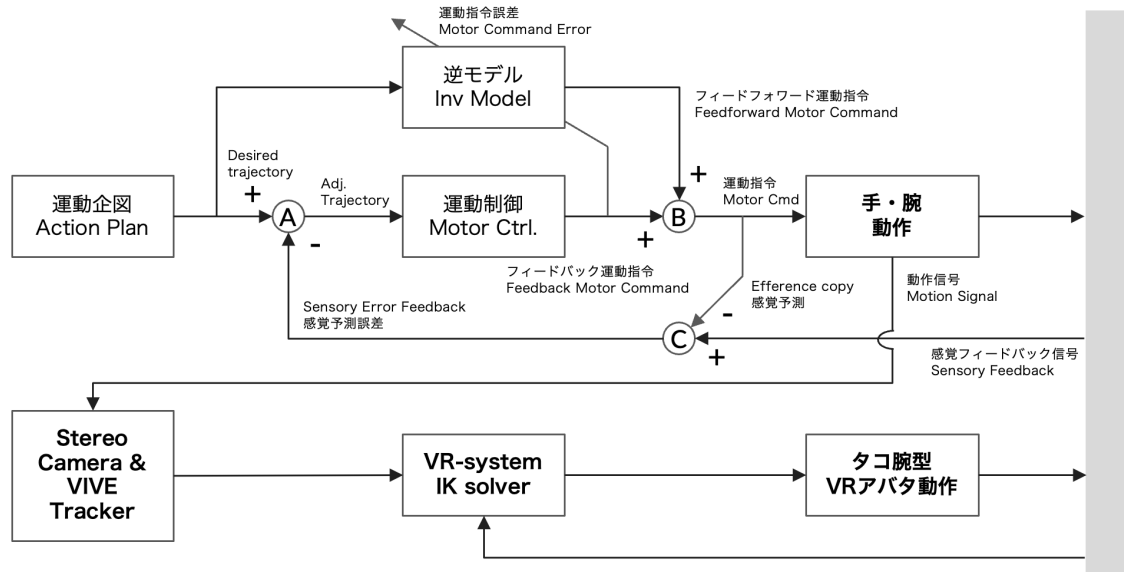 運動指令誤差
Motor Command Error
逆モデル
Inv Model
フィードフォワード運動指令
Feedforward Motor Command
Desired
trajectory
+
Adj.
Trajectory
+
運動指令
Motor Cmd
運動企図
Action Plan
A
-
運動制御
Motor Ctrl.
B
+
手・腕
動作
フィードバック運動指令
Feedback Motor Command
動作信号
Motion Signal
Efference copy
感覚予測
Sensory Error Feedback
感覚予測誤差
-
C
+
感覚フィードバック信号
Sensory Feedback
Stereo
Camera &
VIVE
Tracker
VR-system
IK solver
タコ腕型
VRアバタ動作